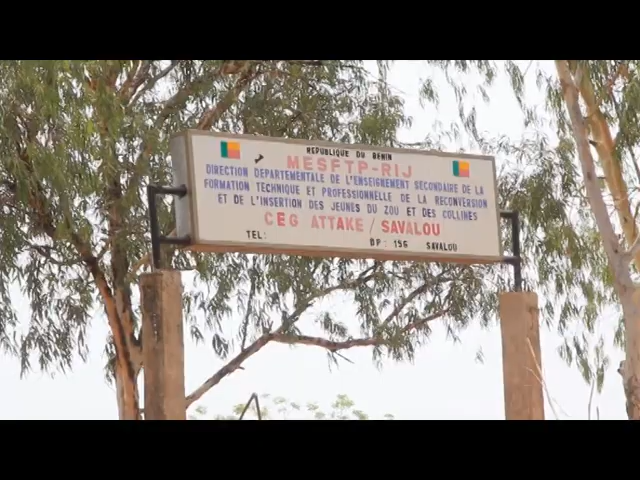 REPUBLIQUE DU BENIN
MESFTP-RIJ
DIRECTION DEPARTEMENTALE DE L'ENSEIGNEMENT SECONDAIRE DE LA
FORMATION TECHNIQUE ET PROFESSIONNELLE DE LA RECONVERSION
ET DE L'INSERTION DES JEUNES DU ZOU ET DES COLLINES
CEG ATTAKE / SAVALOU
TEL: BP : 196 SAVALOU